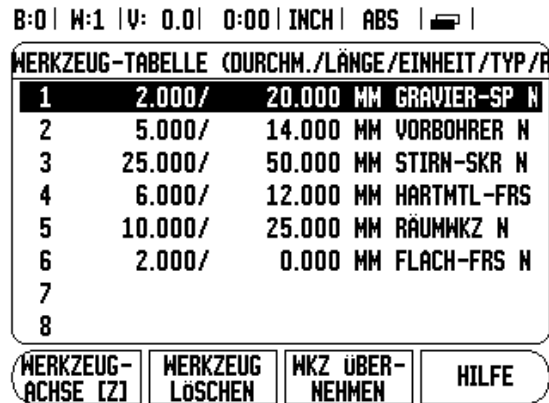 B:0| W:1 |V: 0.0| 0:00| INCH| ABS | |
WERKZEUG-TABELLE (DURCHM./LÄNGE/EINHEIT/TYP/R
1 2.000/ 20.000 MM GRAVIER-SP N
2 5.000/ 14.000 MM VORBOHRER N
3 25.000/ 50.000 MM STIRN-SKR N
4 6.000/ 12.000 MM HARTMTL-FRS
5 10.000/ 25.000 MM RÄUMWKZ N
6 2.000/ 0.000 MM FLACH-FRS N
7
8
WERKZEUG-
ACHSE [Z]
WERKZEUG
LÖSCHEN
WKZ ÜBER-
NEHMEN
HILFE